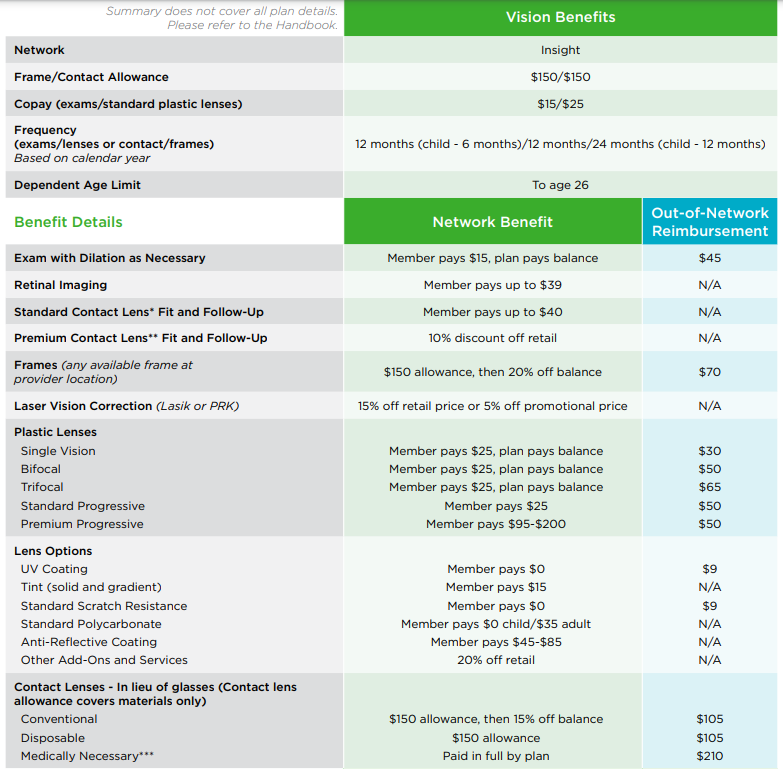 Summary does not cover all plan details.
Please refer to the Handbook.
Vision Benefits
Network Insight
Frame/Contact Allowance $150/$150
Copay (exams/standard plastic lenses) $15/$25
Frequency
(exams/lenses or contact/frames) 12 months (child - 6 months)/12 months/24 months (child - 12 months)
Based on calendar year
Dependent Age Limit To age 26
Benefit Details Network Benefit Out-of-Network
Reimbursement
Exam with Dilation as Necessary Member pays $15, plan pays balance $45
Retinal Imaging Member pays up to $39 N/A
Standard Contact Lens* Fit and Follow-Up Member pays up to $40 N/A
Premium Contact Lens** Fit and Follow-Up 10% discount off retail N/A
Frames (any available frame at
provider location) $150 allowance, then 20% off balance $70
Laser Vision Correction (Lasik or PRK) 15% off retail price or 5% off promotional price N/A
Plastic Lenses
Single Vision Member pays $25, plan pays balance $30
Bifocal Member pays $25, plan pays balance $50
Trifocal Member pays $25, plan pays balance $65
Standard Progressive Member pays $25 $50
Premium Progressive Member pays $95-$200 $50
Lens Options
UV Coating Member pays $0 $9
Tint (solid and gradient) Member pays $15 N/A
Standard Scratch Resistance Member pays $0 $9
Standard Polycarbonate Member pays $0 child/$35 adult N/A
Anti-Reflective Coating Member pays $45-$85 N/A
Other Add-Ons and Services 20% off retail N/A
Contact Lenses - In lieu of glasses (Contact lens
allowance covers materials only)
Conventional $150 allowance, then 15% off balance $105
Disposable $150 allowance $105
Medically Necessary*** Paid in full by plan $210